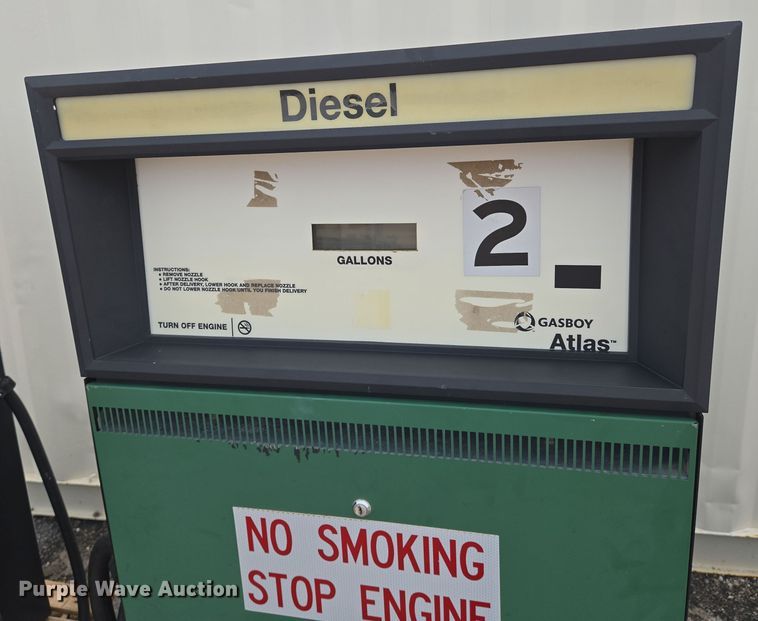 Diesel
2
GALLONS
INSTRUCTIONS:
• REMOVE NOZZLE
• LIFT NOZZLE HOOK
• AFTER DELIVERY, LOWER HOOK AND REPLACE NOZZLE
• DO NOT LOWER NOZZLE HOOK UNTIL YOU FINISH DELIVERY
TURN OFF ENGINE
GASBOY
Atlas™
NO SMOKING
STOP ENGINE
Purple Wave Auction